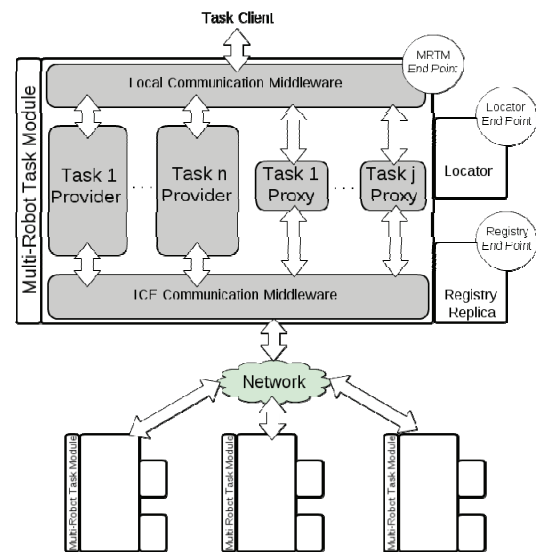 Task Client
MRTM
End Point
Local Communication Middleware
Locator
End Point
Multi-Robot Task Module
Task 1
Provider
....
Task n
Provider
Task 1
Proxy
....
Task j
Proxy
Locator
Registry
End Point
ICE Communication Middleware
Registry
Replica
Network
Multi-Robot Task Module
Multi-Robot Task Module
Multi-Robot Task Module